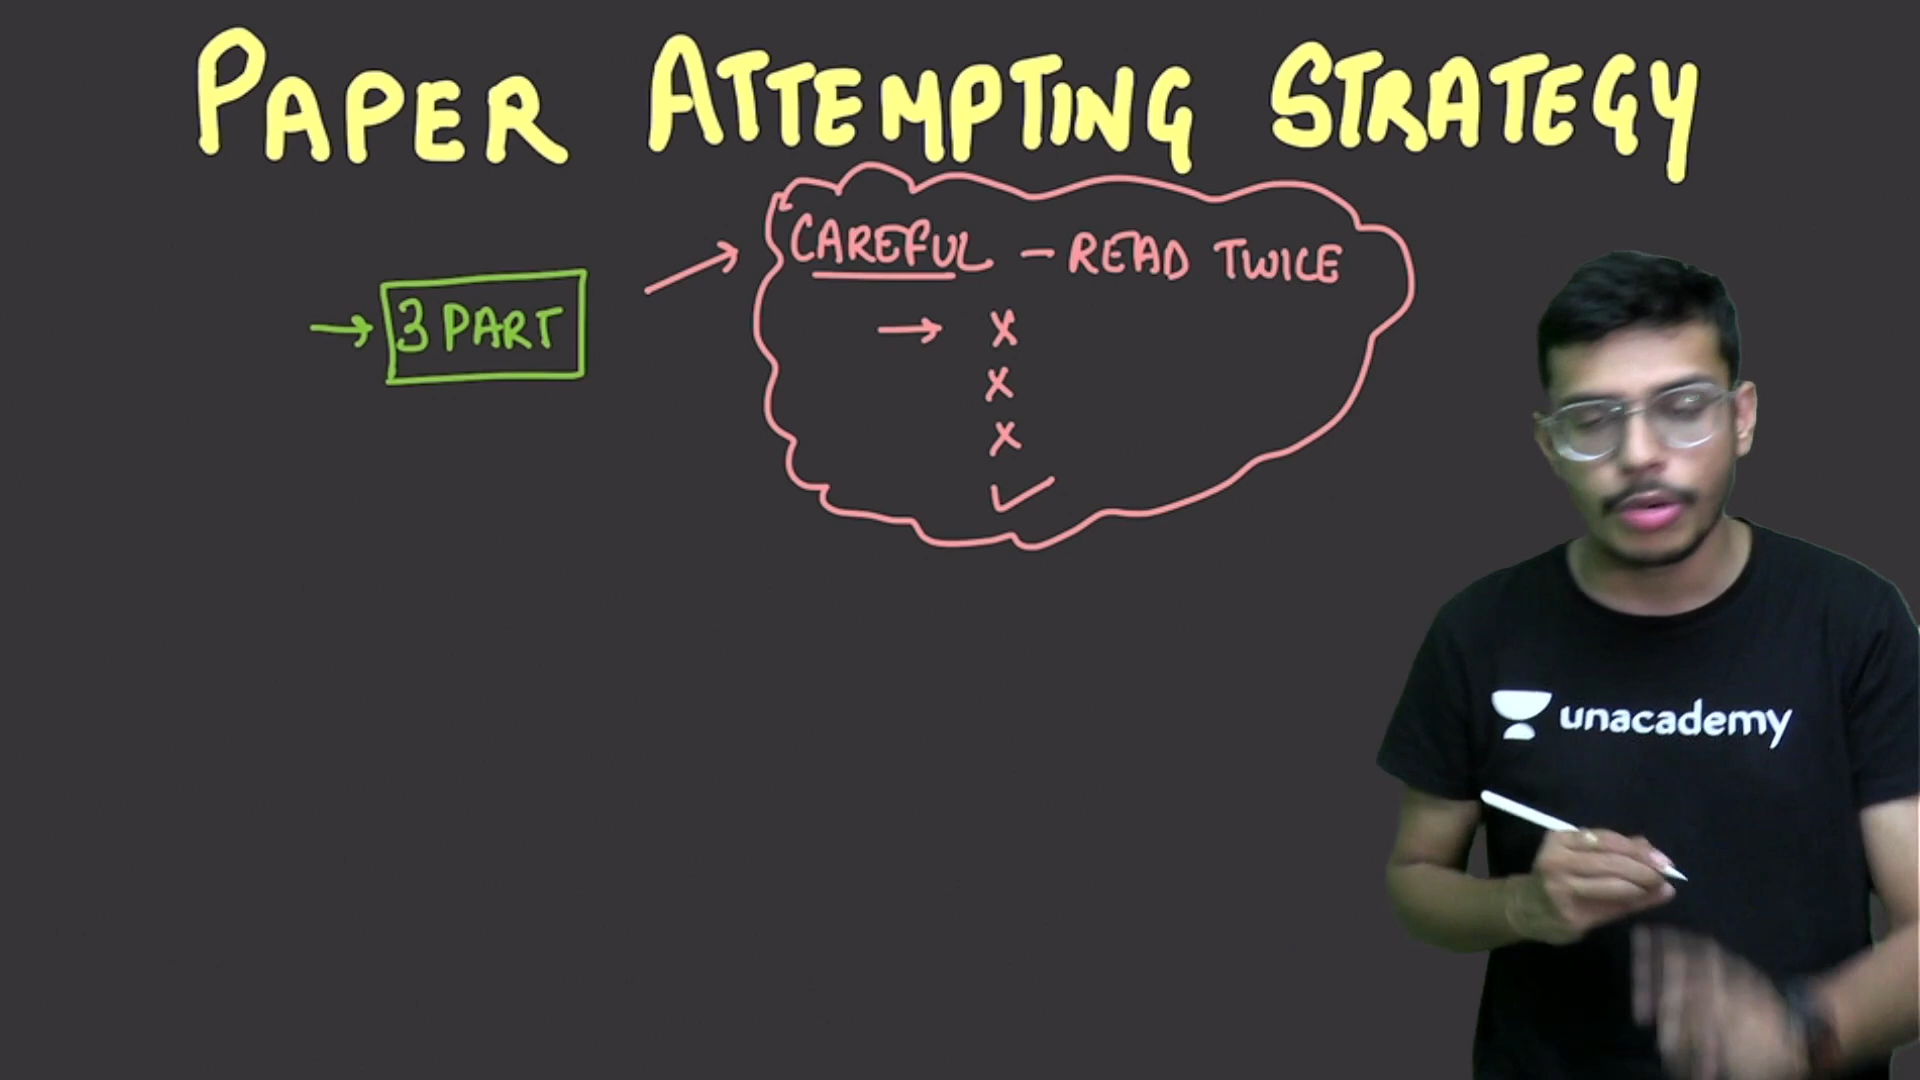 PAPER ATTEMPTING STRATEGY
CAREFUL - READ TWICE
→ 3 PART
→ X
X
X
✓
unacademy